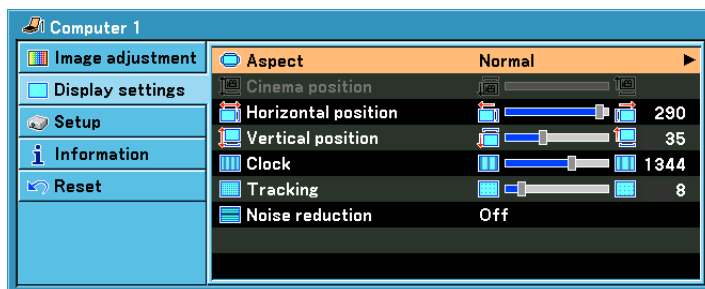 Computer 1
Image adjustment
Display settings
Setup
Information
Reset
Aspect Normal
Cinema position
Horizontal position 290
Vertical position 35
Clock 1344
Tracking 8
Noise reduction Off